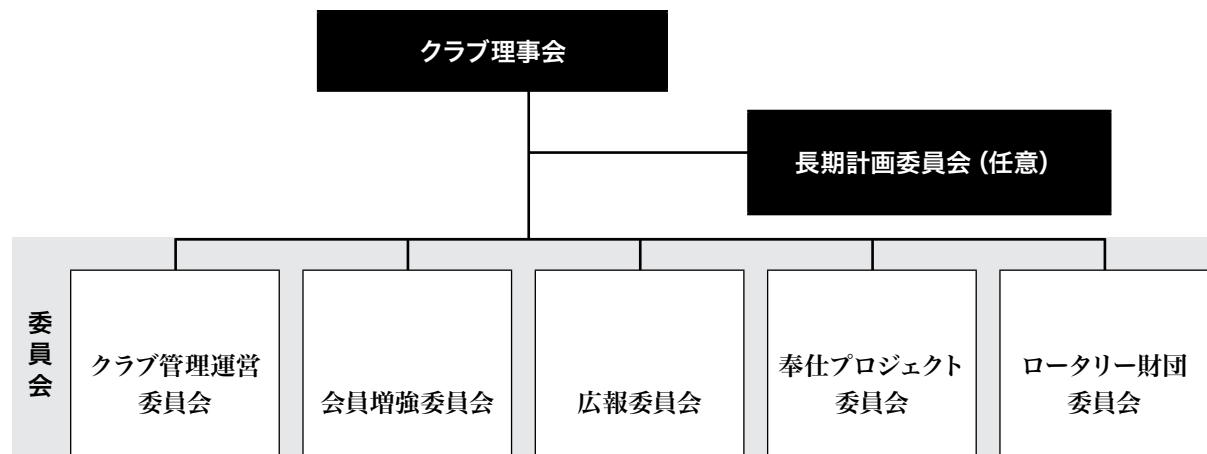 クラブ理事会
長期計画委員会（任意）
委員会
クラブ管理運営
委員会
会員増強委員会
広報委員会
奉仕プロジェクト
委員会
ロータリー財団
委員会